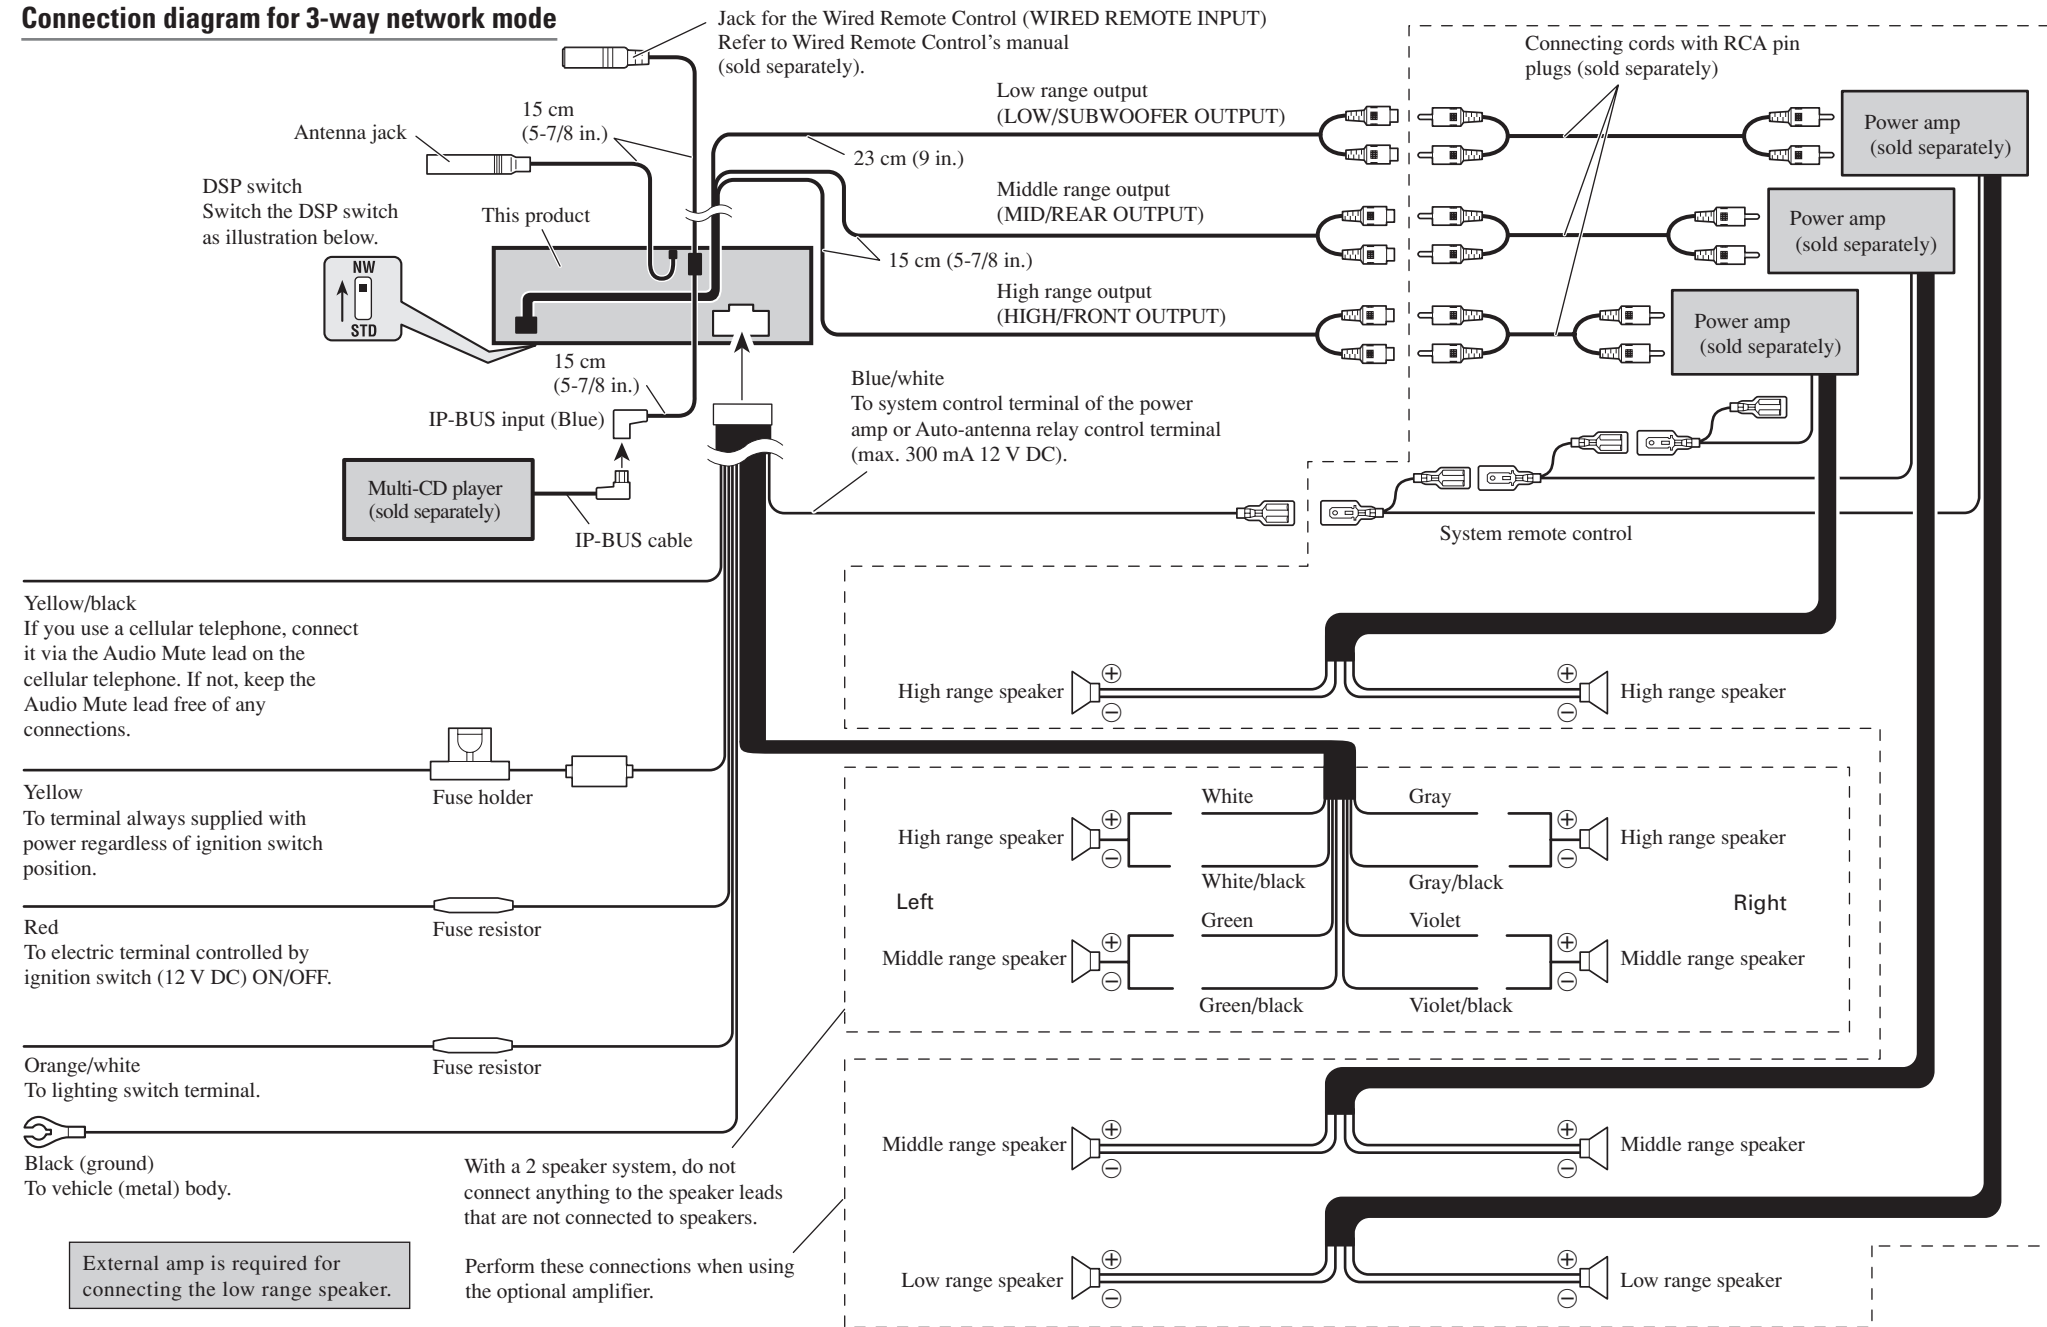 Connection diagram for 3-way network mode
Jack for the Wired Remote Control (WIRED REMOTE INPUT)
Refer to Wired Remote Control's manual
(sold separately).
Connecting cords with RCA pin
plugs (sold separately)
15 cm
(5-7/8 in.)
Antenna jack
Low range output
(LOW/SUBWOOFER OUTPUT)
23 cm (9 in.)
Power amp
(sold separately)
DSP switch
Switch the DSP switch
as illustration below.
This product
Middle range output
(MID/REAR OUTPUT)
15 cm (5-7/8 in.)
Power amp
(sold separately)
NW
STD
High range output
(HIGH/FRONT OUTPUT)
Power amp
(sold separately)
15 cm
(5-7/8 in.)
IP-BUS input (Blue)
Blue/white
To system control terminal of the power
amp or Auto-antenna relay control terminal
(max. 300 mA 12 V DC).
Multi-CD player
(sold separately)
IP-BUS cable
System remote control
Yellow/black
If you use a cellular telephone, connect
it via the Audio Mute lead on the
cellular telephone. If not, keep the
Audio Mute lead free of any
connections.
High range speaker
⊕
⊖
⊕
⊖
High range speaker
Fuse holder
Yellow
To terminal always supplied with
power regardless of ignition switch
position.
White
Gray
High range speaker
⊕
⊖
⊕
⊖
High range speaker
White/black
Gray/black
Left
Right
Fuse resistor
Red
To electric terminal controlled by
ignition switch (12 V DC) ON/OFF.
Green
Violet
Middle range speaker
⊕
⊖
⊕
⊖
Middle range speaker
Green/black
Violet/black
Fuse resistor
Orange/white
To lighting switch terminal.
Black (ground)
To vehicle (metal) body.
With a 2 speaker system, do not
connect anything to the speaker leads
that are not connected to speakers.
Middle range speaker
⊕
⊖
⊕
⊖
Middle range speaker
External amp is required for
connecting the low range speaker.
Perform these connections when using
the optional amplifier.
Low range speaker
⊕
⊖
⊕
⊖
Low range speaker